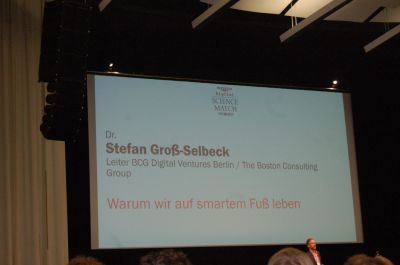 SCIENCE
MATCH
Dr.
Stefan Groß-Selbeck
Leiter BCG Digital Ventures Berlin / The Boston Consulting
Group
Warum wir auf smartem Fuß leben